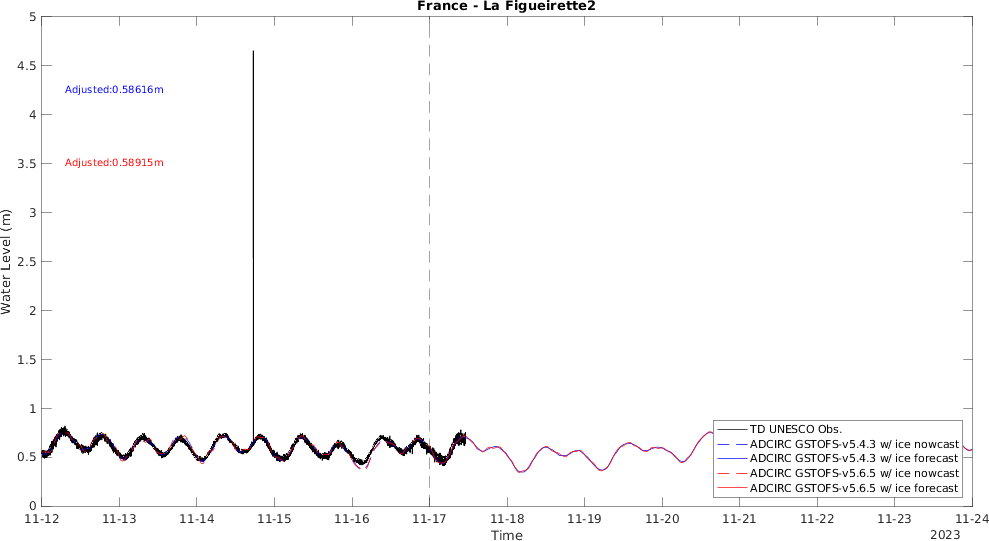 France - La Figueirette2
5
4.5
4
3.5
3
2.5
2
1.5
1
0.5
0
Water Level (m)
Adjusted:0.58616m
Adjusted:0.58915m
TD UNESCO Obs.
ADCIRC GSTOFS-v5.4.3 w/ ice nowcast
ADCIRC GSTOFS-v5.4.3 w/ ice forecast
ADCIRC GSTOFS-v5.6.5 w/ ice nowcast
ADCIRC GSTOFS-v5.6.5 w/ ice forecast
11-12 11-13 11-14 11-15 11-16 11-17 11-18 11-19 11-20 11-21 11-22 11-23 11-24
Time
2023